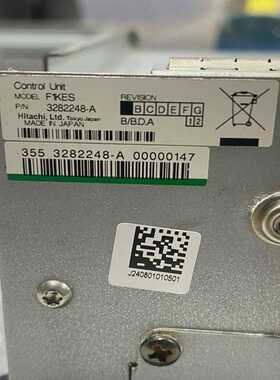 Control Unit
MODEL F1KES
P/N 3282248-A
Hitachi, Ltd. Tokyo Japan
MADE IN JAPAN
REVISION
B C D E F G
B/B.D.A 1 2
355 3282248-A 00000147
J240801010501